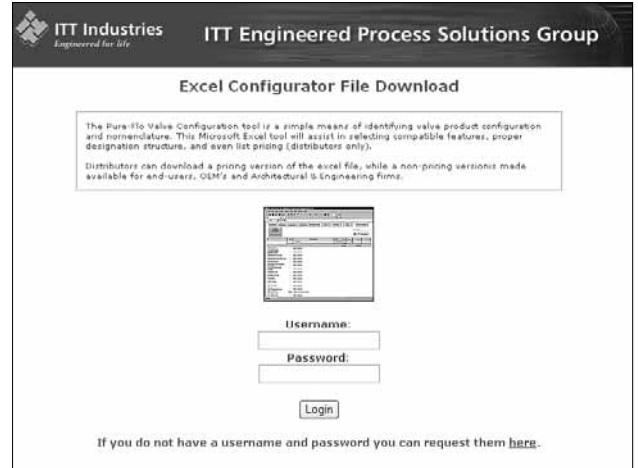 ITT Industries
Engineered for life
ITT Engineered Process Solutions Group
Excel Configurator File Download
The Pure-Flo Valve Configuration tool is a simple means of identifying valve product configuration
and nomenclature. This Microsoft Excel tool will assist in selecting compatible features, proper
designation structure, and even list pricing (distributors only).
Distributors can download a pricing version of the excel file, while a non-pricing versionis made
available for end-users, OEM's and Architectural & Engineering firms.
Username:
Password:
Login
If you do not have a username and password you can request them here.